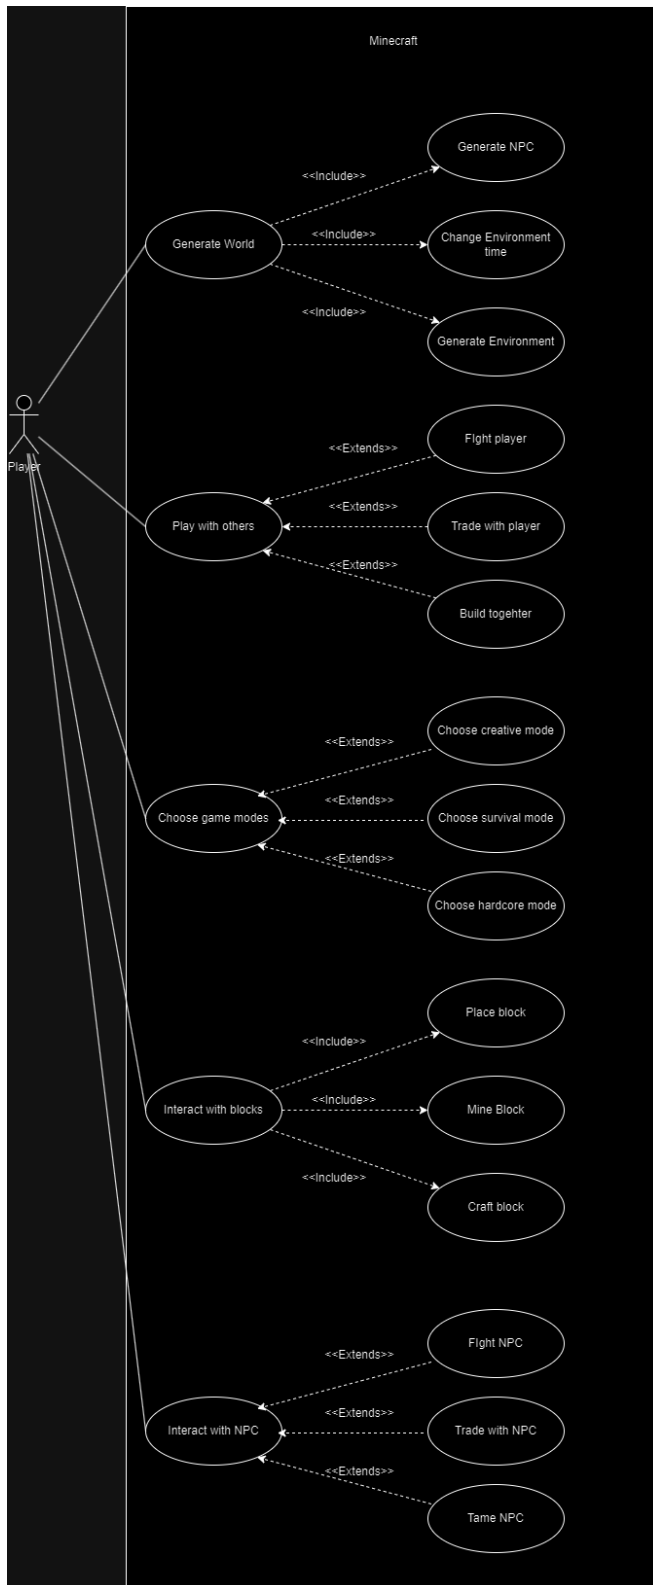 Minecraft
Generate NPC
<<Include>>
<<Include>>
Generate World
Change Environment
time
<<Include>>
Generate Environment
Player
FIght player
<<Extends>>
<<Extends>>
Play with others
Trade with player
<<Extends>>
Build togehter
Choose creative mode
<<Extends>>
<<Extends>>
Choose game modes
Choose survival mode
<<Extends>>
Choose hardcore mode
Place block
<<Include>>
<<Include>>
Interact with blocks
Mine Block
<<Include>>
Craft block
FIght NPC
<<Extends>>
<<Extends>>
Interact with NPC
Trade with NPC
<<Extends>>
Tame NPC